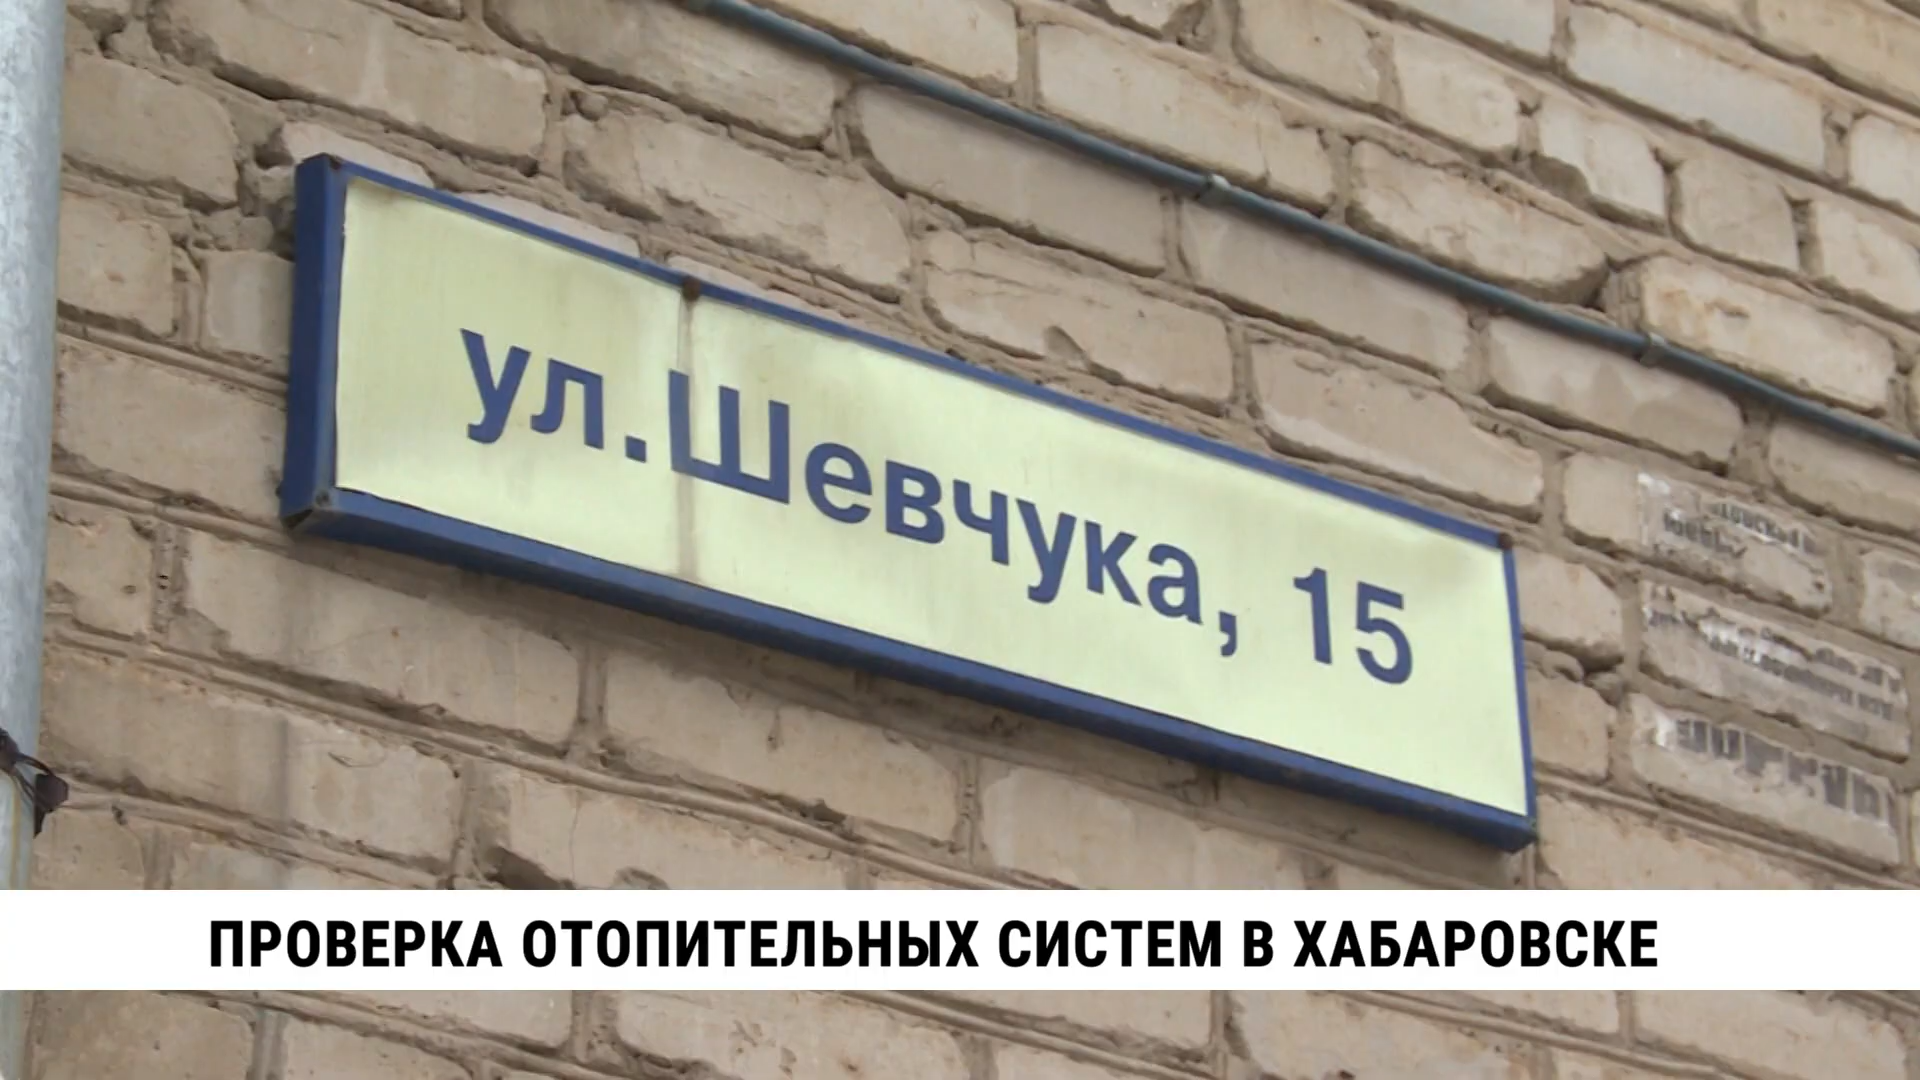 ул.Шевчука, 15
ПРОВЕРКА ОТОПИТЕЛЬНЫХ СИСТЕМ В ХАБАРОВСКЕ